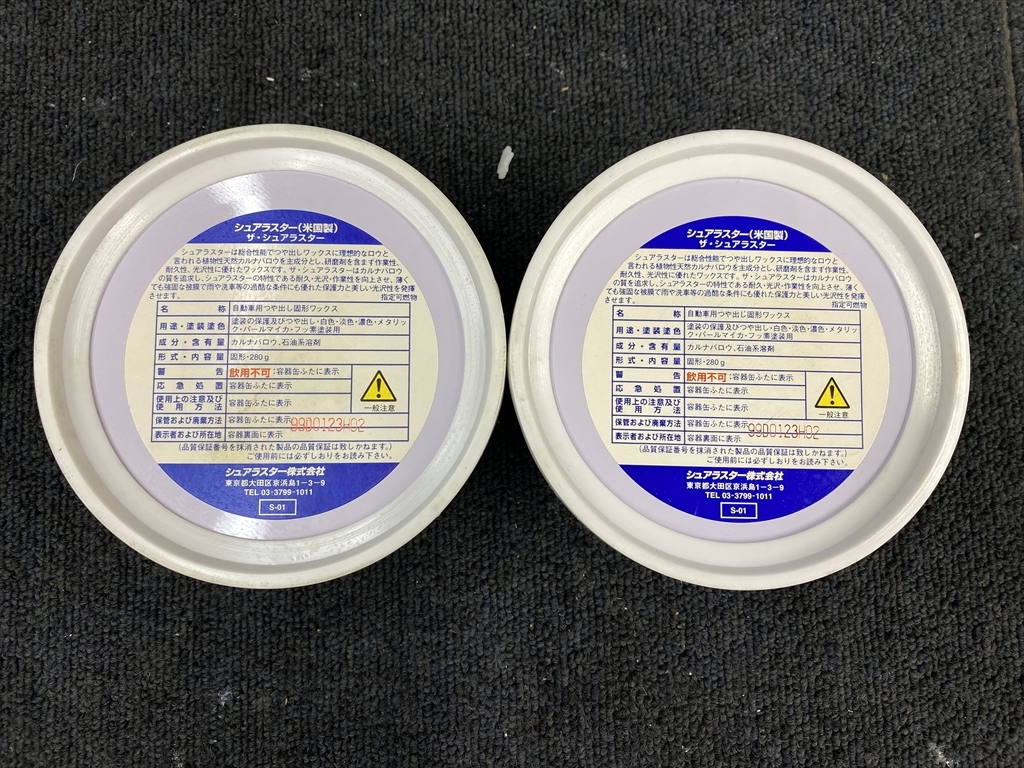 シュアラスター(米国製)
ザ・シュアラスター
シュアラスターは総合性能でつや出しワックスに理想的なロウと
言われる植物性天然カルナバロウを主成分とし、研磨剤を含まず作業性、
耐久性、光沢性に優れたワックスです。ザ・シュアラスターはカルナバロウ
の質を追求し、シュアラスターの特性である耐久・光沢・作業性を向上させ、薄く
ても強固な被膜で雨や洗車等の過酷な条件にも優れた保護力と美しい光沢性を発揮
させます。 指定可燃物
名 称 自動車用つや出し固形ワックス
用途・塗装塗色 塗装の保護及びつや出し・白色・淡色・濃色・メタリッ
ク・パールマイカ・フッ素塗装用
成分・含有量 カルナバロウ、石油系溶剤
形式・内容量 固形・280g
警 告 飲用不可:容器缶ふたに表示
応急処置 容器缶ふたに表示
使用上の注意及び
使用方法 容器缶ふたに表示
一般注意
保管および廃棄方法 容器缶ふたに表示
99D0123H02
表示者および所在地 容器裏面に表示
(品質保証番号を抹消された製品の品質保証は致しかねます。)
ご使用前には必ずしおりをお読み下さい。
シュアラスター株式会社
東京都大田区京浜島1-3-9
TEL 03-3799-1011
S-01
シュアラスター(米国製)
ザ・シュアラスター
シュアラスターは総合性能でつや出しワックスに理想的なロウと
言われる植物性天然カルナバロウを主成分とし、研磨剤を含まず作業性、
耐久性、光沢性に優れたワックスです。ザ・シュアラスターはカルナバロウ
の質を追求し、シュアラスターの特性である耐久・光沢・作業性を向上させ、薄く
ても強固な被膜で雨や洗車等の過酷な条件にも優れた保護力と美しい光沢性を発揮
させます。 指定可燃物
名 称 自動車用つや出し固形ワックス
用途・塗装塗色 塗装の保護及びつや出し・白色・淡色・濃色・メタリッ
ク・パールマイカ・フッ素塗装用
成分・含有量 カルナバロウ、石油系溶剤
形式・内容量 固形・280g
警 告 飲用不可:容器缶ふたに表示
応急処置 容器缶ふたに表示
使用上の注意及び
使用方法 容器缶ふたに表示
一般注意
保管および廃棄方法 容器缶ふたに表示
99D0123H02
表示者および所在地 容器裏面に表示
(品質保証番号を抹消された製品の品質保証は致しかねます。)
ご使用前には必ずしおりをお読み下さい。
シュアラスター株式会社
東京都大田区京浜島1-3-9
TEL 03-3799-1011
S-01